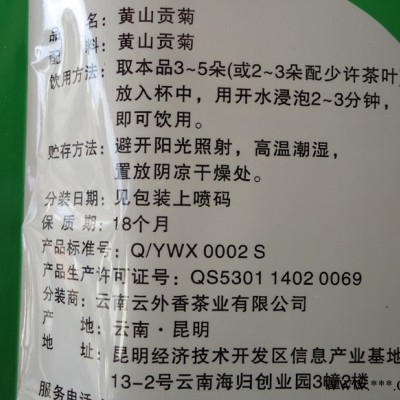 品　　名：黄山贡菊
配　　料：黄山贡菊
饮用方法：取本品3~5朵(或2~3朵配少许茶叶)
放入杯中，用开水浸泡2~3分钟，
即可饮用。
贮存方法：避开阳光照射，高温潮湿，
置放阴凉干燥处。
分装日期：见包装上喷码
保 质 期：18个月
产品标准号：Q/YWX 0002 S
产品生产许可证号：QS5301 1402 0069
分装商：云南云外香茶业有限公司
产　　地：云南·昆明
地　　址：昆明经济技术开发区信息产业基地
13-2号云南海归创业园3幢2楼
服务电话